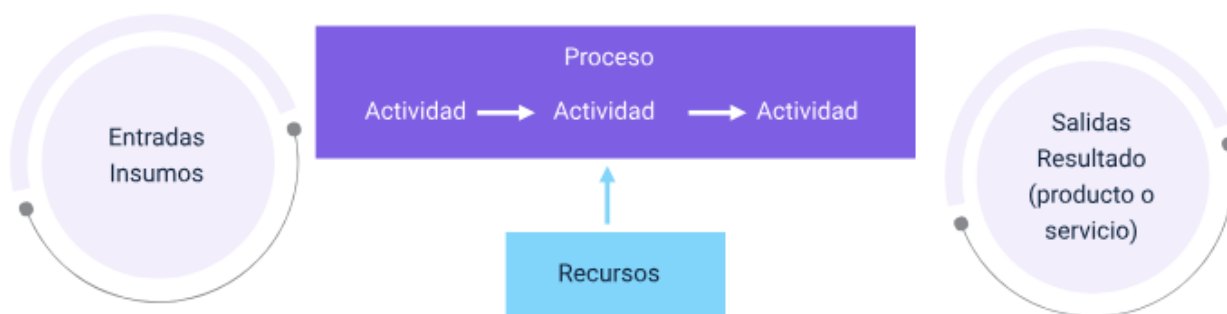 Entradas
Insumos
Proceso
Actividad Actividad Actividad
Recursos
Salidas
Resultado
(producto o
servicio)